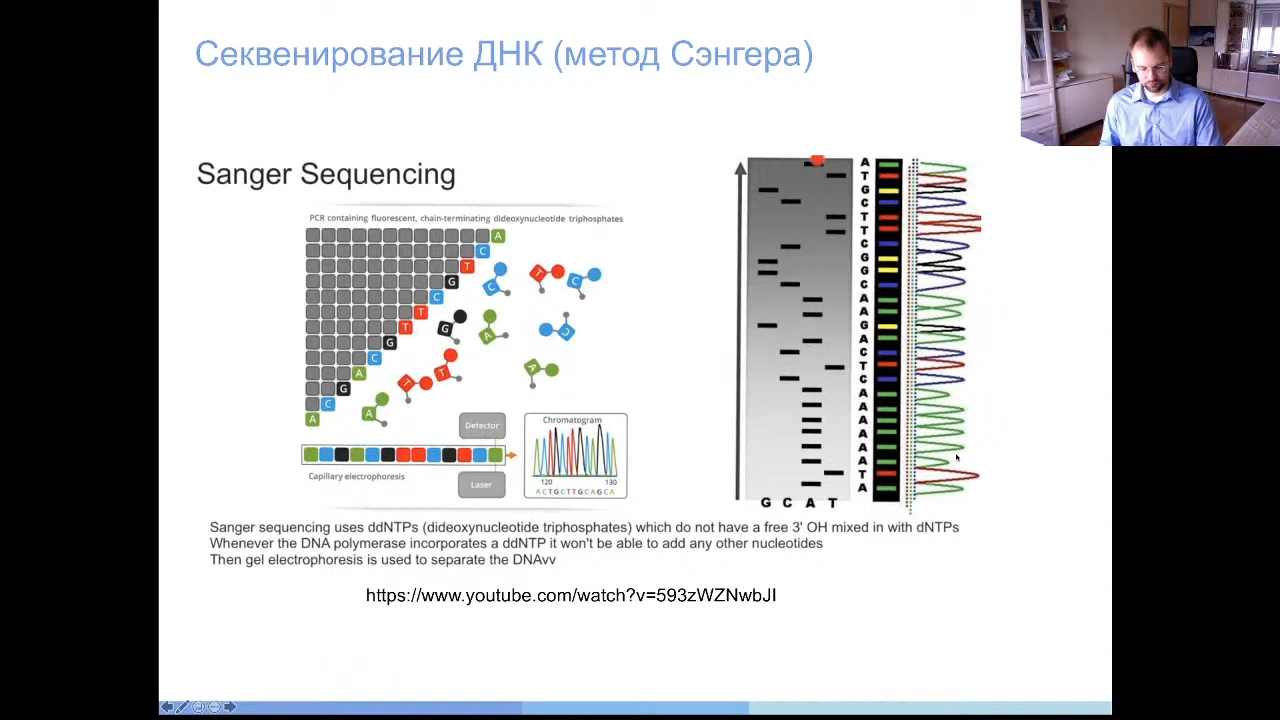 Секвенирование ДНК (метод Сэнгера)
Sanger Sequencing
PCR containing fluorescent, chain-terminating dideoxynucleotide triphosphates
A
C
T
G
C
T
T
G
C
A
G
C
A
C
T
C
G
A
C
T
T
A
A
Detector
Laser
Capillary electrophoresis
Chromatogram
120 130
ACTGCTTGCAGCA
A
T
G
C
T
T
C
G
G
C
A
A
G
A
C
T
C
A
A
A
A
A
A
T
A
G C A T
Sanger sequencing uses ddNTPs (dideoxynucleotide triphosphates) which do not have a free 3' OH mixed in with dNTPs
Whenever the DNA polymerase incorporates a ddNTP it won't be able to add any other nucleotides
Then gel electrophoresis is used to separate the DNAvv
https://www.youtube.com/watch?v=593zWZNwbJI